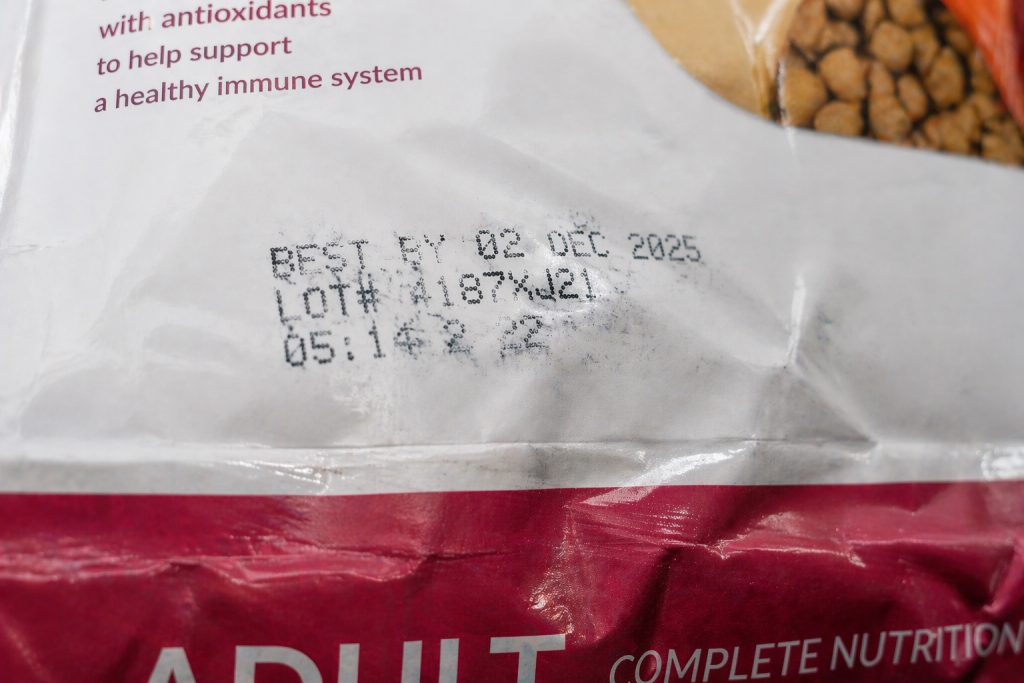 with antioxidants
to help support
a healthy immune system
BEST BY 02 DEC 2025
LOT#
05:14
ADULT
COMPLETE NUTRITION